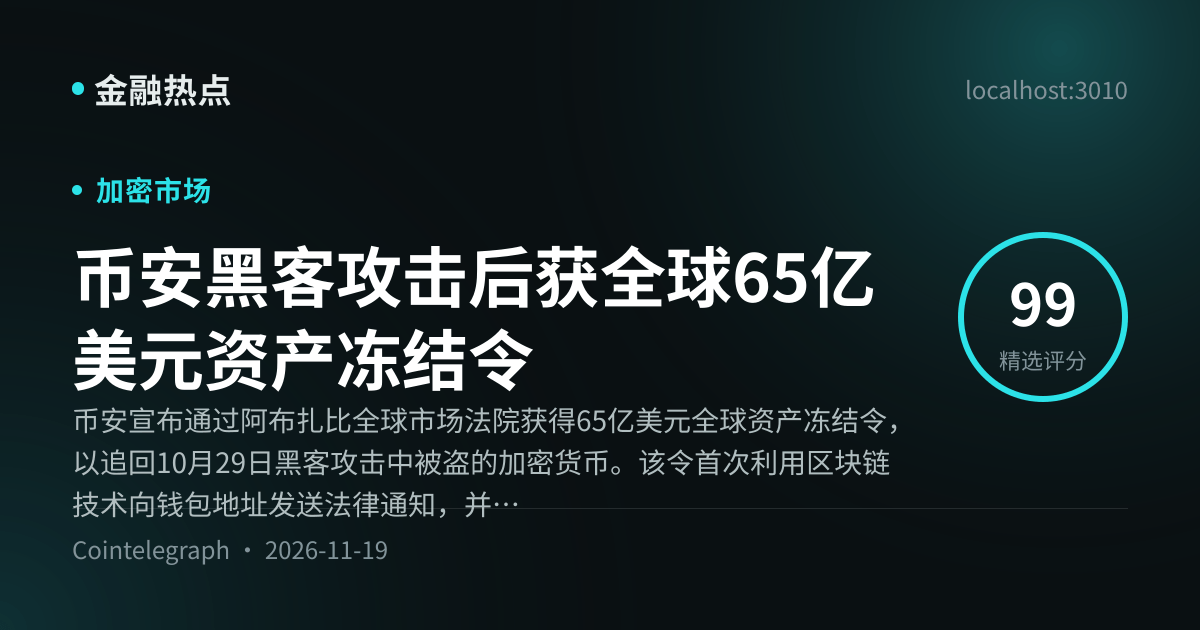 金融热点
localhost:3010
加密市场
币安黑客攻击后获全球65亿
美元资产冻结令
99
精选评分
币安宣布通过阿布扎比全球市场法院获得65亿美元全球资产冻结令，
以追回10月29日黑客攻击中被盗的加密货币。该令首次利用区块链
技术向钱包地址发送法律通知，并…
Cointelegraph • 2026-11-19